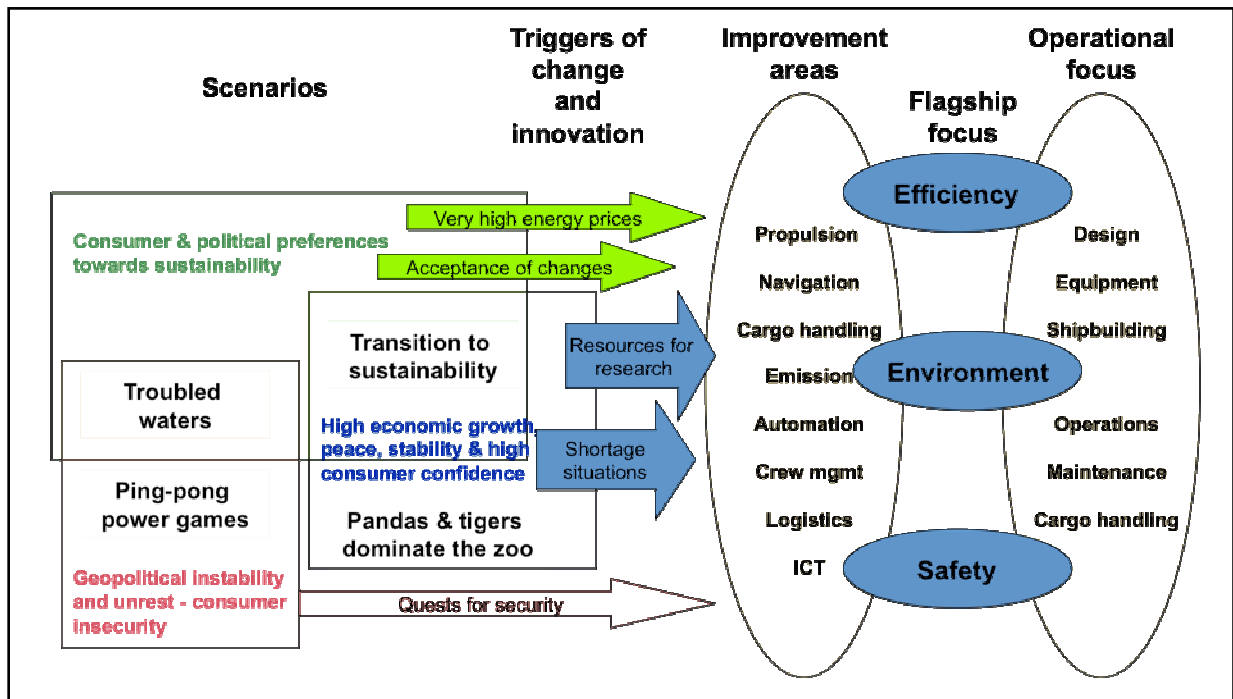 Scenarios
Triggers of
change
and
innovation
Improvement
areas
Operational
focus
Flagship
focus
Consumer & political preferences
towards sustainability
Troubled
waters
Ping-pong
power games
Geopolitical instability
and unrest - consumer
insecurity
Transition to
sustainability
High economic growth,
peace, stability & high
consumer confidence
Pandas & tigers
dominate the zoo
Very high energy prices
Acceptance of changes
Resources for
research
Shortage
situations
Quests for security
Propulsion
Navigation
Cargo handling
Emission
Automation
Crew mgmt
Logistics
ICT
Efficiency
Environment
Safety
Design
Equipment
Shipbuilding
Operations
Maintenance
Cargo handling